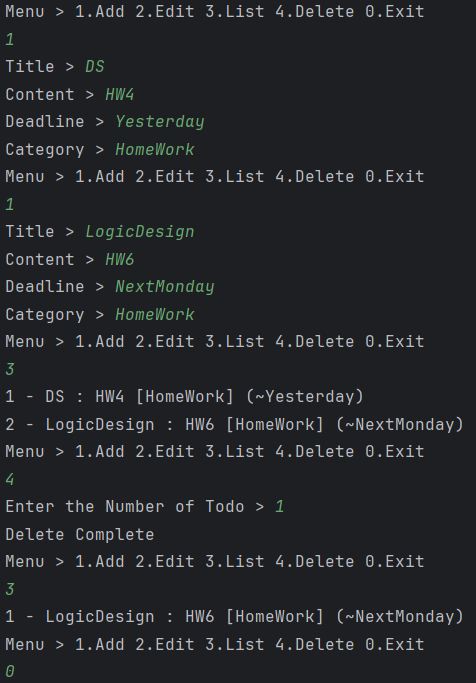 Menu > 1.Add 2.Edit 3.List 4.Delete 0.Exit
1
Title > DS
Content > HW4
Deadline > Yesterday
Category > HomeWork
Menu > 1.Add 2.Edit 3.List 4.Delete 0.Exit
1
Title > LogicDesign
Content > HW6
Deadline > NextMonday
Category > HomeWork
Menu > 1.Add 2.Edit 3.List 4.Delete 0.Exit
3
1 - DS : HW4 [HomeWork] (~Yesterday)
2 - LogicDesign : HW6 [HomeWork] (~NextMonday)
Menu > 1.Add 2.Edit 3.List 4.Delete 0.Exit
4
Enter the Number of Todo > 1
Delete Complete
Menu > 1.Add 2.Edit 3.List 4.Delete 0.Exit
3
1 - LogicDesign : HW6 [HomeWork] (~NextMonday)
Menu > 1.Add 2.Edit 3.List 4.Delete 0.Exit
0